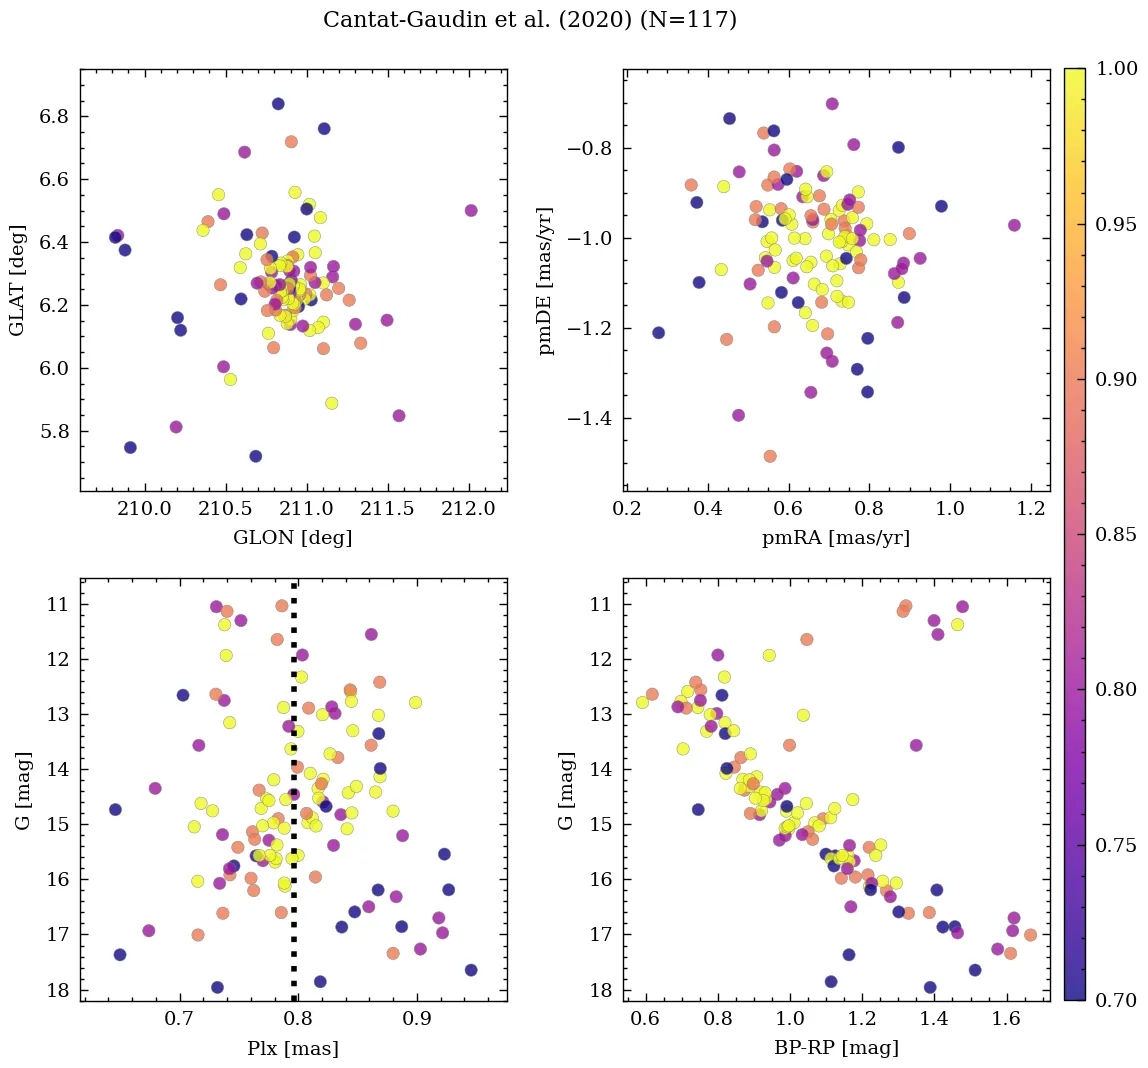 Cantat-Gaudin et al. (2020) (N=117)
GLAT [deg]
6.8
6.6
6.4
6.2
6.0
5.8
210.0 210.5 211.0 211.5 212.0
GLON [deg]
pmDE [mas/yr]
−0.8
−1.0
−1.2
−1.4
0.2 0.4 0.6 0.8 1.0 1.2
pmRA [mas/yr]
1.00
0.95
0.90
0.85
0.80
0.75
0.70
G [mag]
11
12
13
14
15
16
17
18
0.7 0.8 0.9
Plx [mas]
G [mag]
11
12
13
14
15
16
17
18
0.6 0.8 1.0 1.2 1.4 1.6
BP-RP [mag]